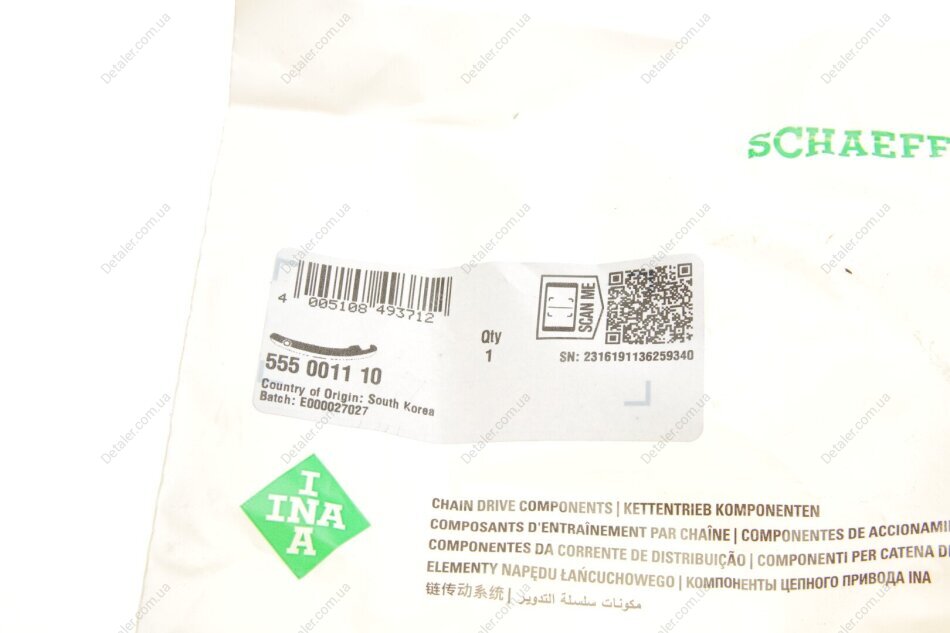 SCHAEFF
4 005108 493712
555 0011 10
Country of Origin: South Korea
Batch: E000027027
Qty
1
SCAN ME
SN: 2316191136259340
INA
INA
CHAIN DRIVE COMPONENTS | KETTENTRIEB KOMPONENTEN
COMPOSANTS D'ENTRAÎNEMENT PAR CHAÎNE | COMPONENTES DE ACCIONAMI
COMPONENTES DA CORRENTE DE DISTRIBUIÇÃO | COMPONENTI PER CATENA DI
ELEMENTY NAPĘDU ŁAŃCUCHOWEGO | КОМПОНЕНТЫ ЦЕПНОГО ПРИВОДА INA
链传动系统 | مكونات سلسلة التدوير
Detaler.com.ua